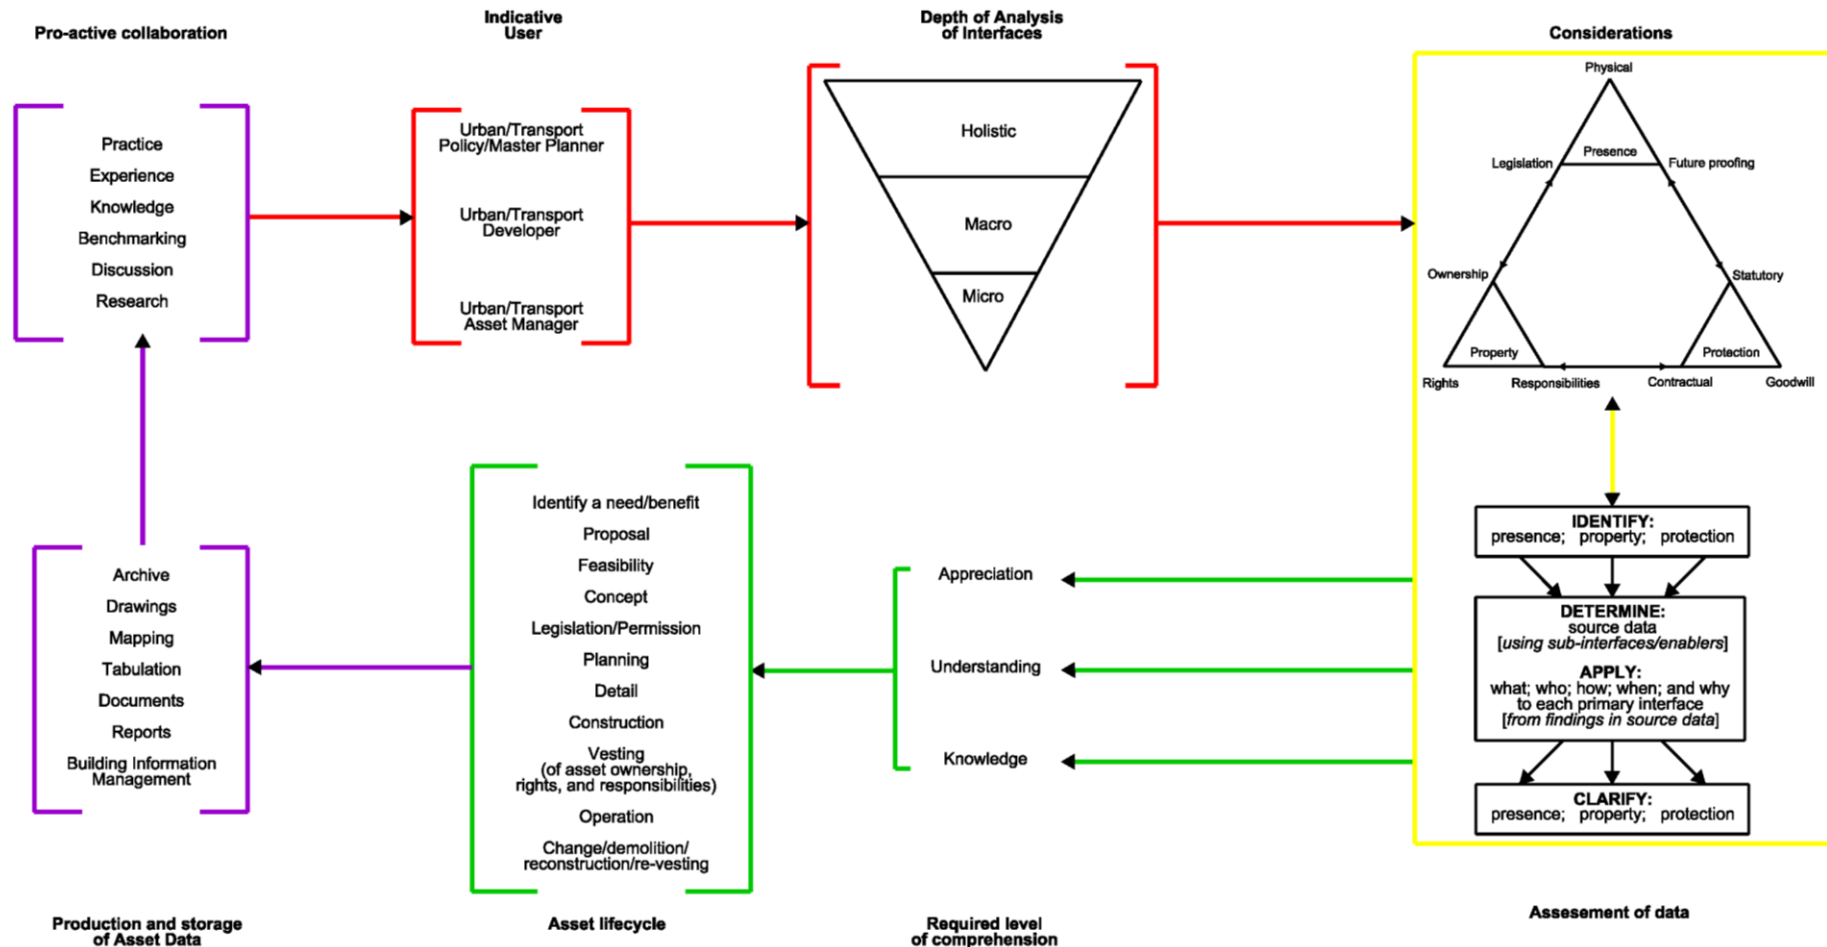 Pro-active collaboration
Indicative
User
Depth of Analysis
of Interfaces
Considerations
Practice
Experience
Knowledge
Benchmarking
Discussion
Research
Urban/Transport
Policy/Master Planner
Urban/Transport
Developer
Urban/Transport
Asset Manager
Holistic
Macro
Micro
Physical
Presence
Legislation
Future proofing
Ownership
Statutory
Property
Protection
Rights
Responsibilities
Contractual
Goodwill
IDENTIFY:
presence; property; protection
DETERMINE:
source data
[using sub-interfaces/enablers]
APPLY:
what; who; how; when; and why
to each primary interface
[from findings in source data]
CLARIFY:
presence; property; protection
Appreciation
Understanding
Knowledge
Identify a need/benefit
Proposal
Feasibility
Concept
Legislation/Permission
Planning
Detail
Construction
Vesting
(of asset ownership,
rights, and responsibilities)
Operation
Change/demolition/
reconstruction/re-vesting
Archive
Drawings
Mapping
Tabulation
Documents
Reports
Building Information
Management
Production and storage
of Asset Data
Asset lifecycle
Required level
of comprehension
Assesement of data